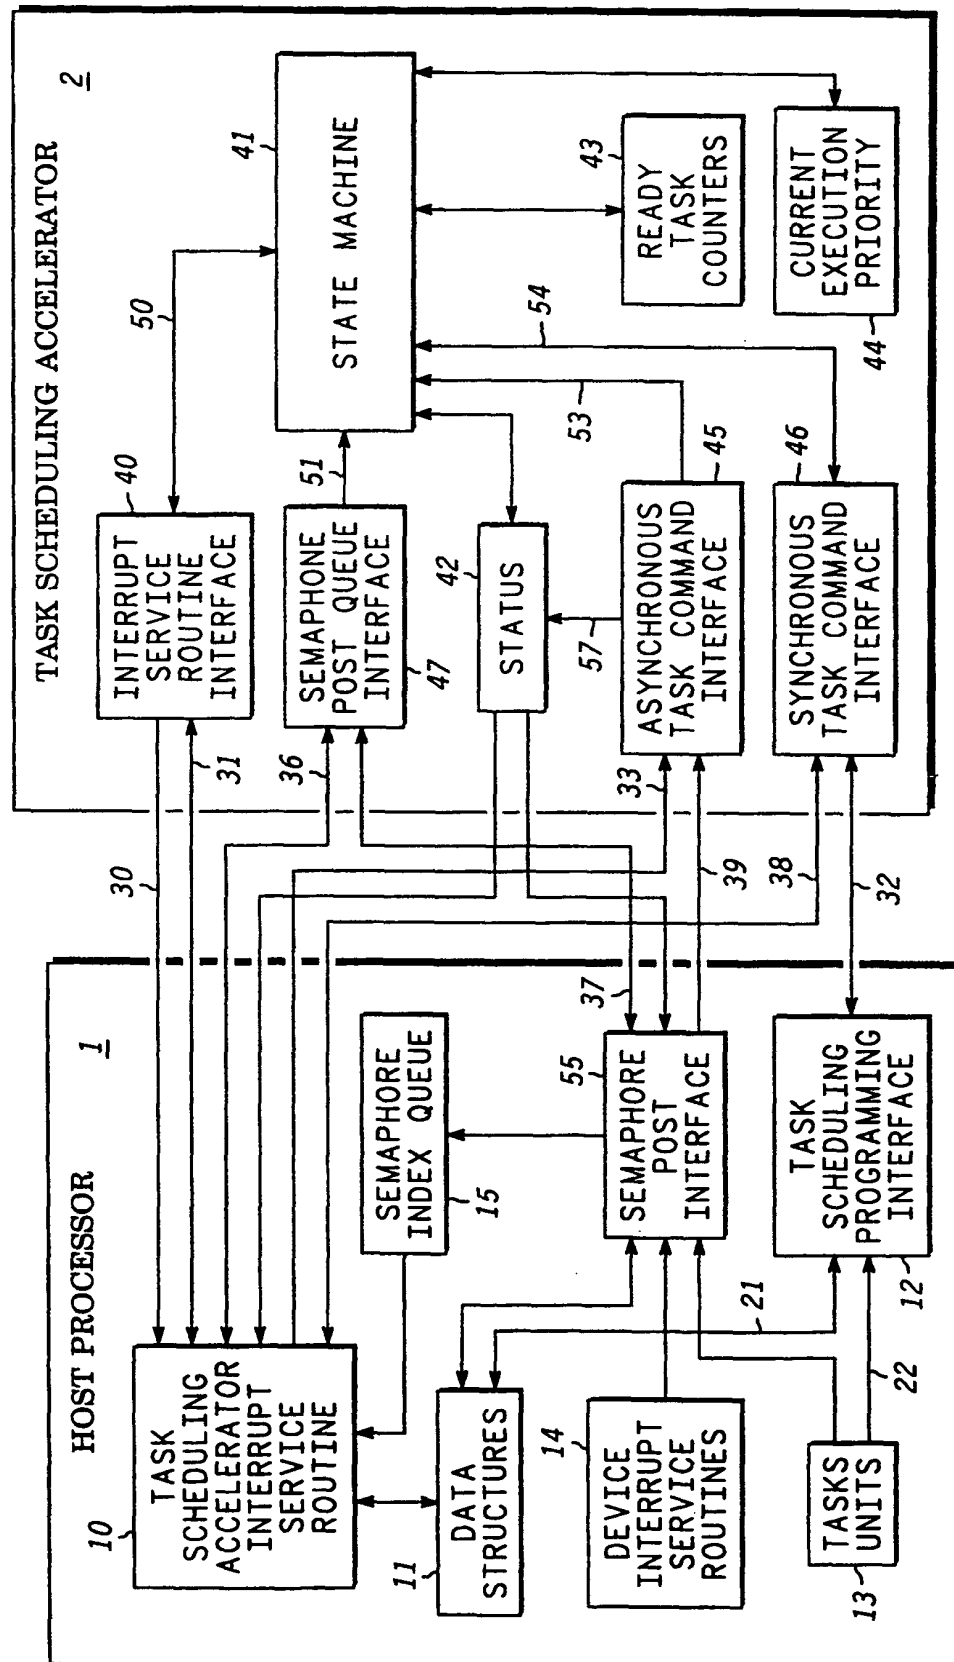 HOST PROCESSOR
1
10
TASK
SCHEDULING
ACCELERATOR
INTERRUPT
SERVICE
ROUTINE
11
DATA
STRUCTURES
14
DEVICE
INTERRUPT
SERVICE
ROUTINES
13
TASKS
UNITS
15
SEMAPHORE
INDEX QUEUE
55
SEMAPHORE
POST
INTERFACE
12
TASK
SCHEDULING
PROGRAMMING
INTERFACE
21
22
30
31
36
37
33
39
38
32
TASK SCHEDULING ACCELERATOR
2
40
INTERRUPT
SERVICE
ROUTINE
INTERFACE
50
47
SEMAPHONE
POST QUEUE
INTERFACE
51
41
STATE MACHINE
42
STATUS
57
45
ASYNCHRONOUS
TASK COMMAND
INTERFACE
53
54
46
SYNCHRONOUS
TASK COMMAND
INTERFACE
43
READY
TASK
COUNTERS
44
CURRENT
EXECUTION
PRIORITY